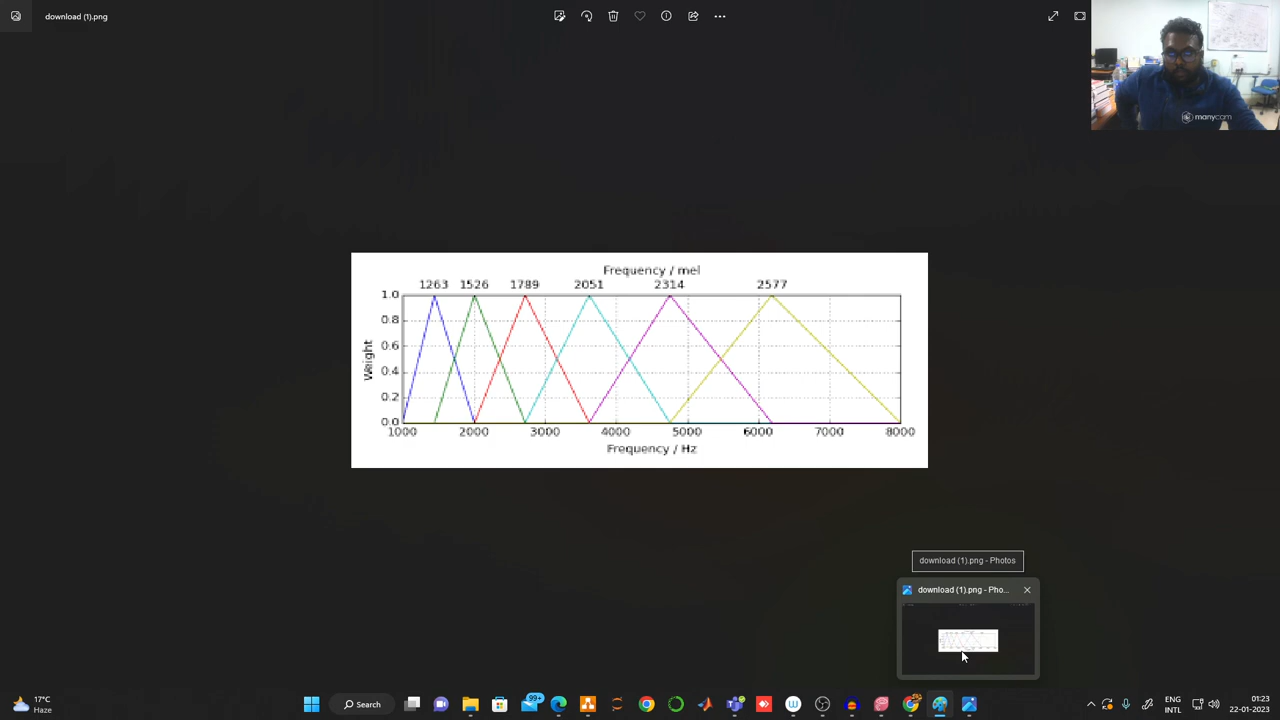 download (1).png
manycam
Frequency / mel
1263 1526 1789 2051 2314 2577
1.0
0.8
0.6
0.4
0.2
0.0
Weight
1000 2000 3000 4000 5000 6000 7000 8000
Frequency / Hz
download (1).png - Photos
download (1).png - Pho...
17°C
Haze
Search
99+
ENG
INTL
01:23
22-01-2023